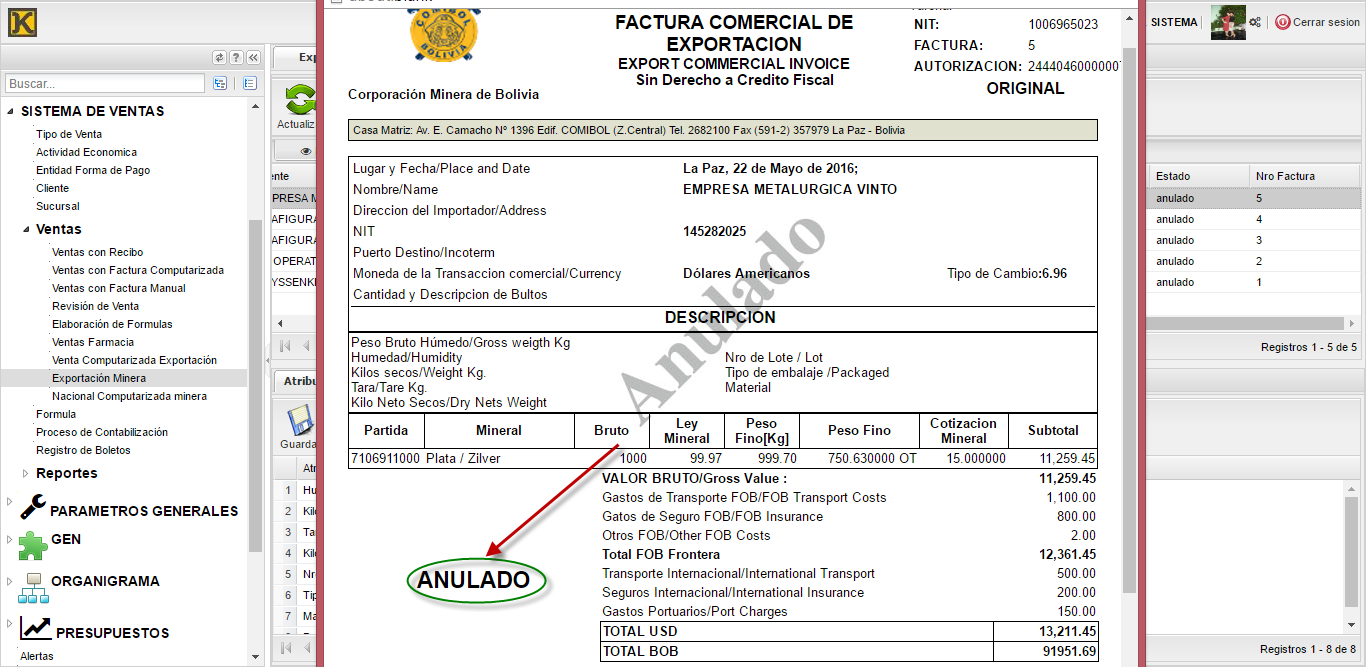 SISTEMA
Cerrar sesion
Buscar...
SISTEMA DE VENTAS
Tipo de Venta
Actividad Economica
Entidad Forma de Pago
Cliente
Sucursal
Ventas
Ventas con Recibo
Ventas con Factura Computarizada
Ventas con Factura Manual
Revisión de Venta
Elaboración de Formulas
Ventas Farmacia
Venta Computarizada Exportación
Exportación Minera
Nacional Computarizada minera
Formula
Proceso de Contabilización
Registro de Boletos
Reportes
PARAMETROS GENERALES
GEN
ORGANIGRAMA
PRESUPUESTOS
Alertas
Exp
Actualiz
ente
PRESA M
AFIGURA
AFIGURA
OPERAT
YSSENK
Atribu
Guarda
Atr
1 Hu
2 Kil
3 Ta
4 Kil
5 Nr
6 Tip
7 Ma
COMIBOL
BOLIVIA
FACTURA COMERCIAL DE
EXPORTACION
EXPORT COMMERCIAL INVOICE
Sin Derecho a Credito Fiscal
NIT: 1006965023
FACTURA: 5
AUTORIZACION: 2444046000007
ORIGINAL
Corporación Minera de Bolivia
Casa Matriz: Av. E. Camacho Nº 1396 Edif. COMIBOL (Z.Central) Tel. 2682100 Fax (591-2) 357979 La Paz - Bolivia
Lugar y Fecha/Place and Date La Paz, 22 de Mayo de 2016;
Nombre/Name EMPRESA METALURGICA VINTO
Direccion del Importador/Address
NIT 145282025
Puerto Destino/Incoterm
Moneda de la Transaccion comercial/Currency Dólares Americanos Tipo de Cambio:6.96
Cantidad y Descripcion de Bultos
Anulado
DESCRIPCION
Peso Bruto Húmedo/Gross weigth Kg
Humedad/Humidity Nro de Lote / Lot
Kilos secos/Weight Kg. Tipo de embalaje /Packaged
Tara/Tare Kg. Material
Kilo Neto Secos/Dry Nets Weight
Partida Mineral Bruto Ley Mineral Peso Fino[Kg] Peso Fino Cotizacion Mineral Subtotal
7106911000 Plata / Zilver 1000 99.97 999.70 750.630000 OT 15.000000 11,259.45
VALOR BRUTO/Gross Value : 11,259.45
Gastos de Transporte FOB/FOB Transport Costs 1,100.00
Gatos de Seguro FOB/FOB Insurance 800.00
Otros FOB/Other FOB Costs 2.00
Total FOB Frontera 12,361.45
Transporte Internacional/International Transport 500.00
Seguros Internacional/International Insurance 200.00
Gastos Portuarios/Port Charges 150.00
TOTAL USD 13,211.45
TOTAL BOB 91951.69
ANULADO
Estado Nro Factura
anulado 5
anulado 4
anulado 3
anulado 2
anulado 1
Registros 1 - 5 de 5
Registros 1 - 8 de 8